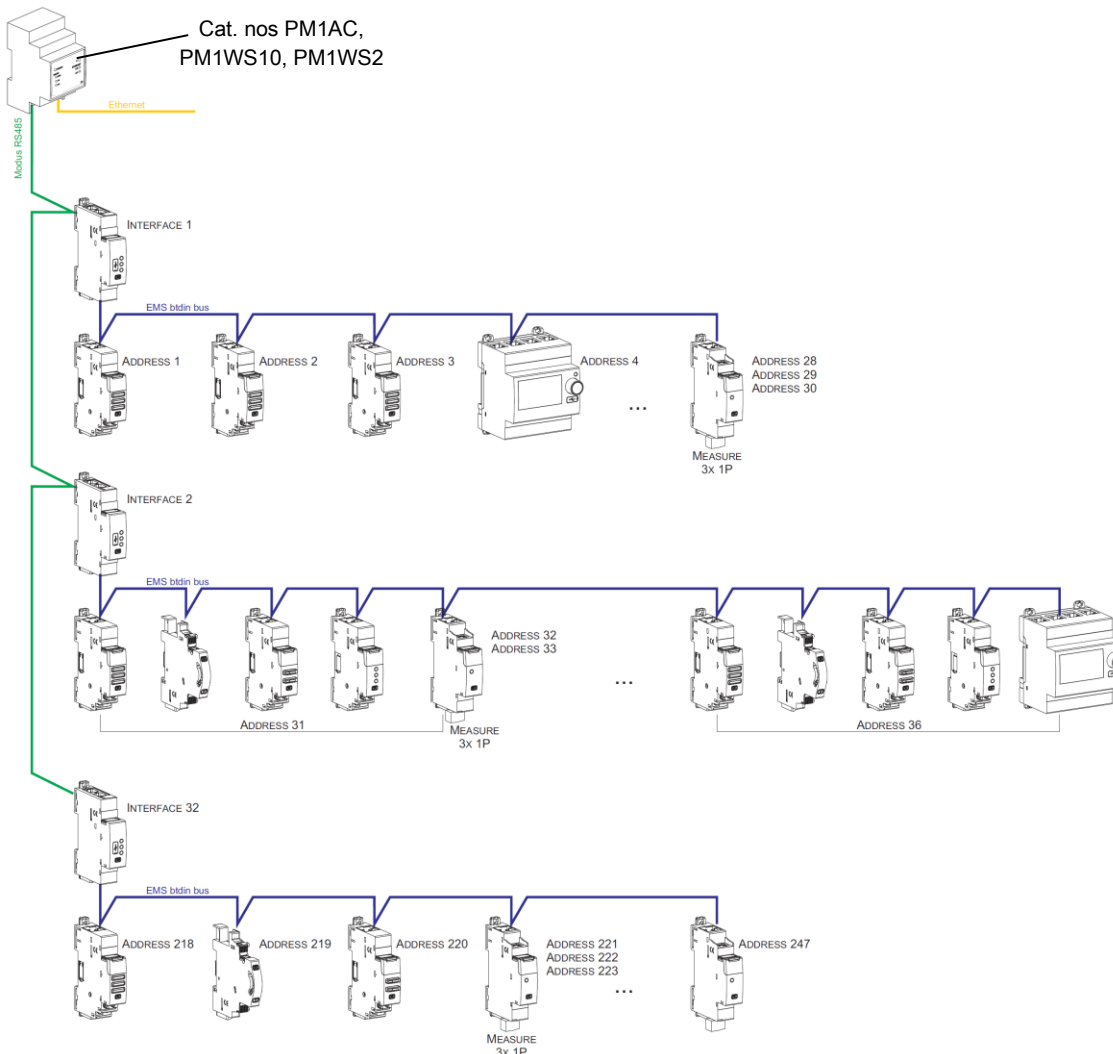 Cat. nos PM1AC,
PM1WS10, PM1WS2
Ethernet
Modus RS485
INTERFACE 1
EMS btdin bus
ADDRESS 1
ADDRESS 2
ADDRESS 3
ADDRESS 4
...
ADDRESS 28
ADDRESS 29
ADDRESS 30
MEASURE
3X 1P
INTERFACE 2
EMS btdin bus
ADDRESS 32
ADDRESS 33
...
ADDRESS 31
MEASURE
3X 1P
ADDRESS 36
INTERFACE 32
EMS btdin bus
ADDRESS 218
ADDRESS 219
ADDRESS 220
ADDRESS 221
ADDRESS 222
ADDRESS 223
...
ADDRESS 247
MEASURE
3X 1P